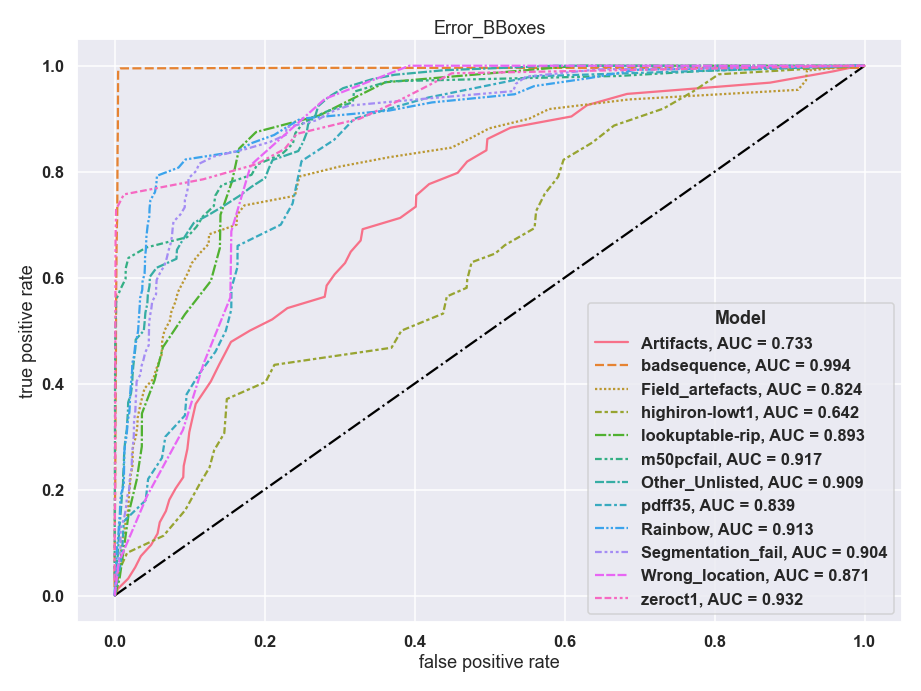 Error_BBoxes
true positive rate
1.0
0.8
0.6
0.4
0.2
0.0
Model
Artifacts, AUC = 0.733
badsequence, AUC = 0.994
Field_artefacts, AUC = 0.824
highiron-lowt1, AUC = 0.642
lookuptable-rip, AUC = 0.893
m50pcfail, AUC = 0.917
Other_Unlisted, AUC = 0.909
pdff35, AUC = 0.839
Rainbow, AUC = 0.913
Segmentation_fail, AUC = 0.904
Wrong_location, AUC = 0.871
zeroct1, AUC = 0.932
0.0 0.2 0.4 0.6 0.8 1.0
false positive rate